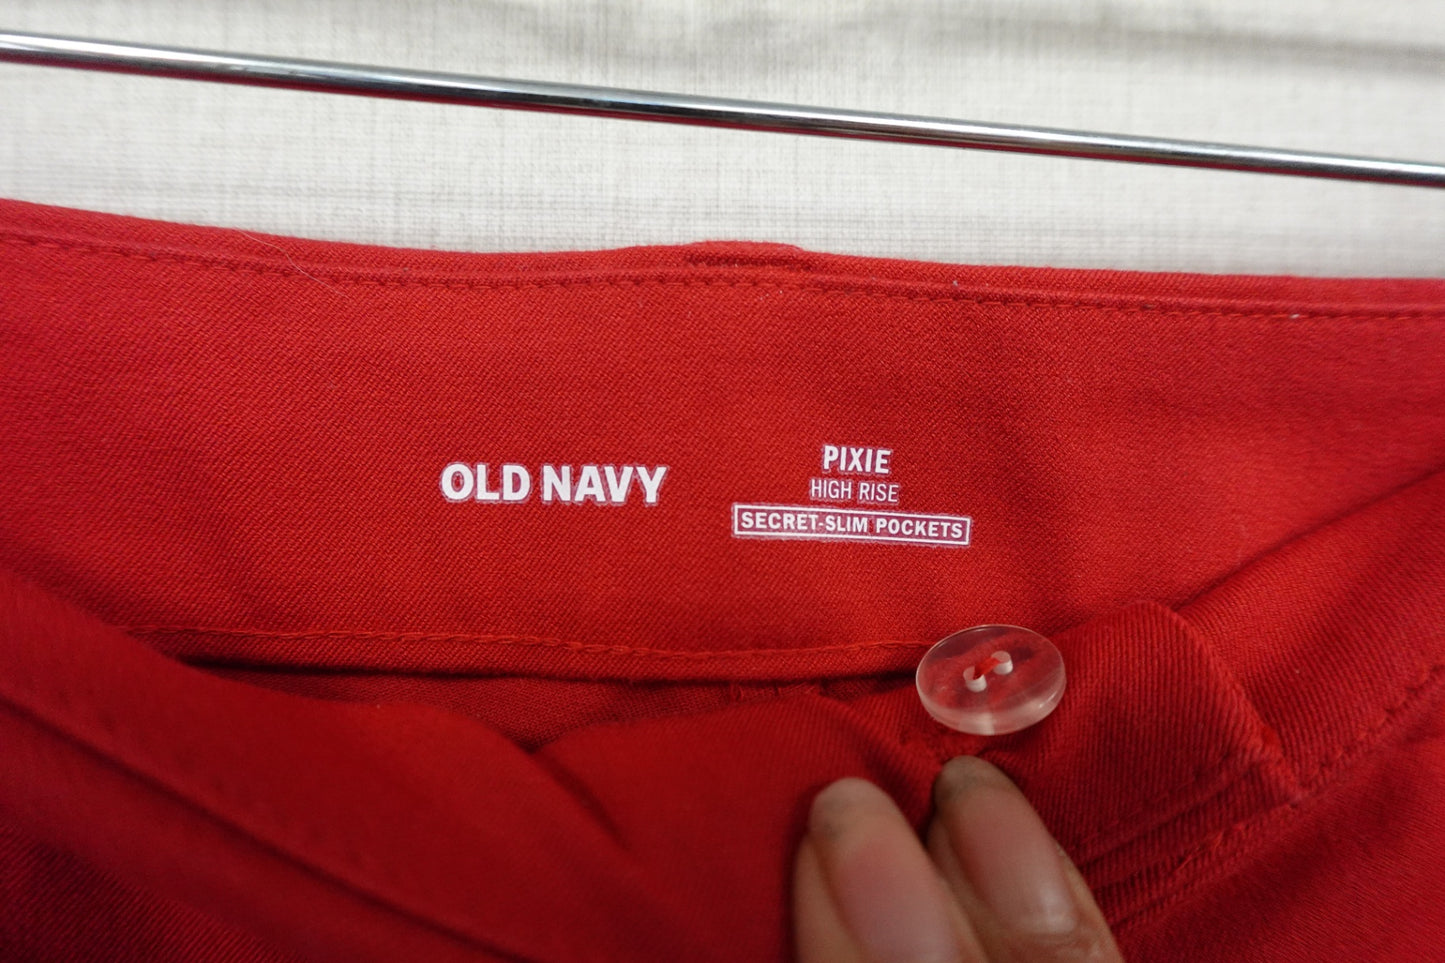 OLD NAVY
PIXIE
HIGH RISE
SECRET-SLIM POCKETS